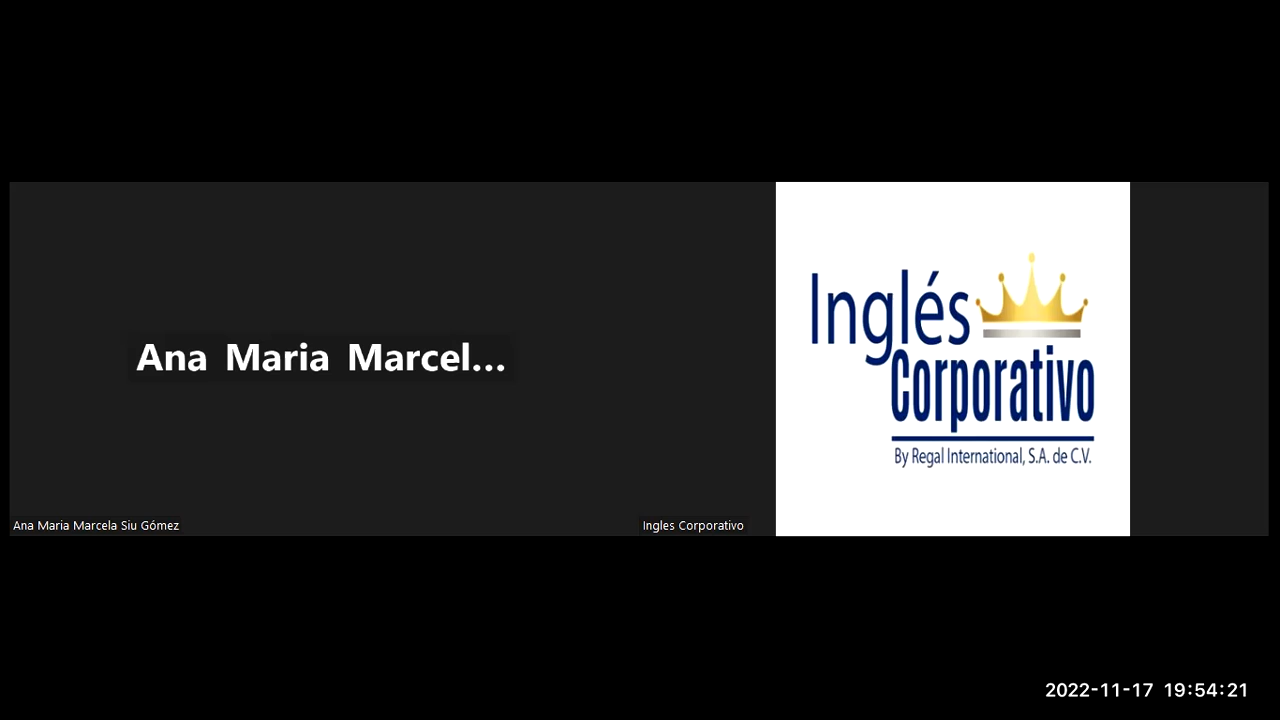 Ana Maria Marcel...
Ana Maria Marcela Siu Gómez
Ingles Corporativo
Inglés
Corporativo
By Regal International, S.A. de C.V.
2022-11-17 19:54:21